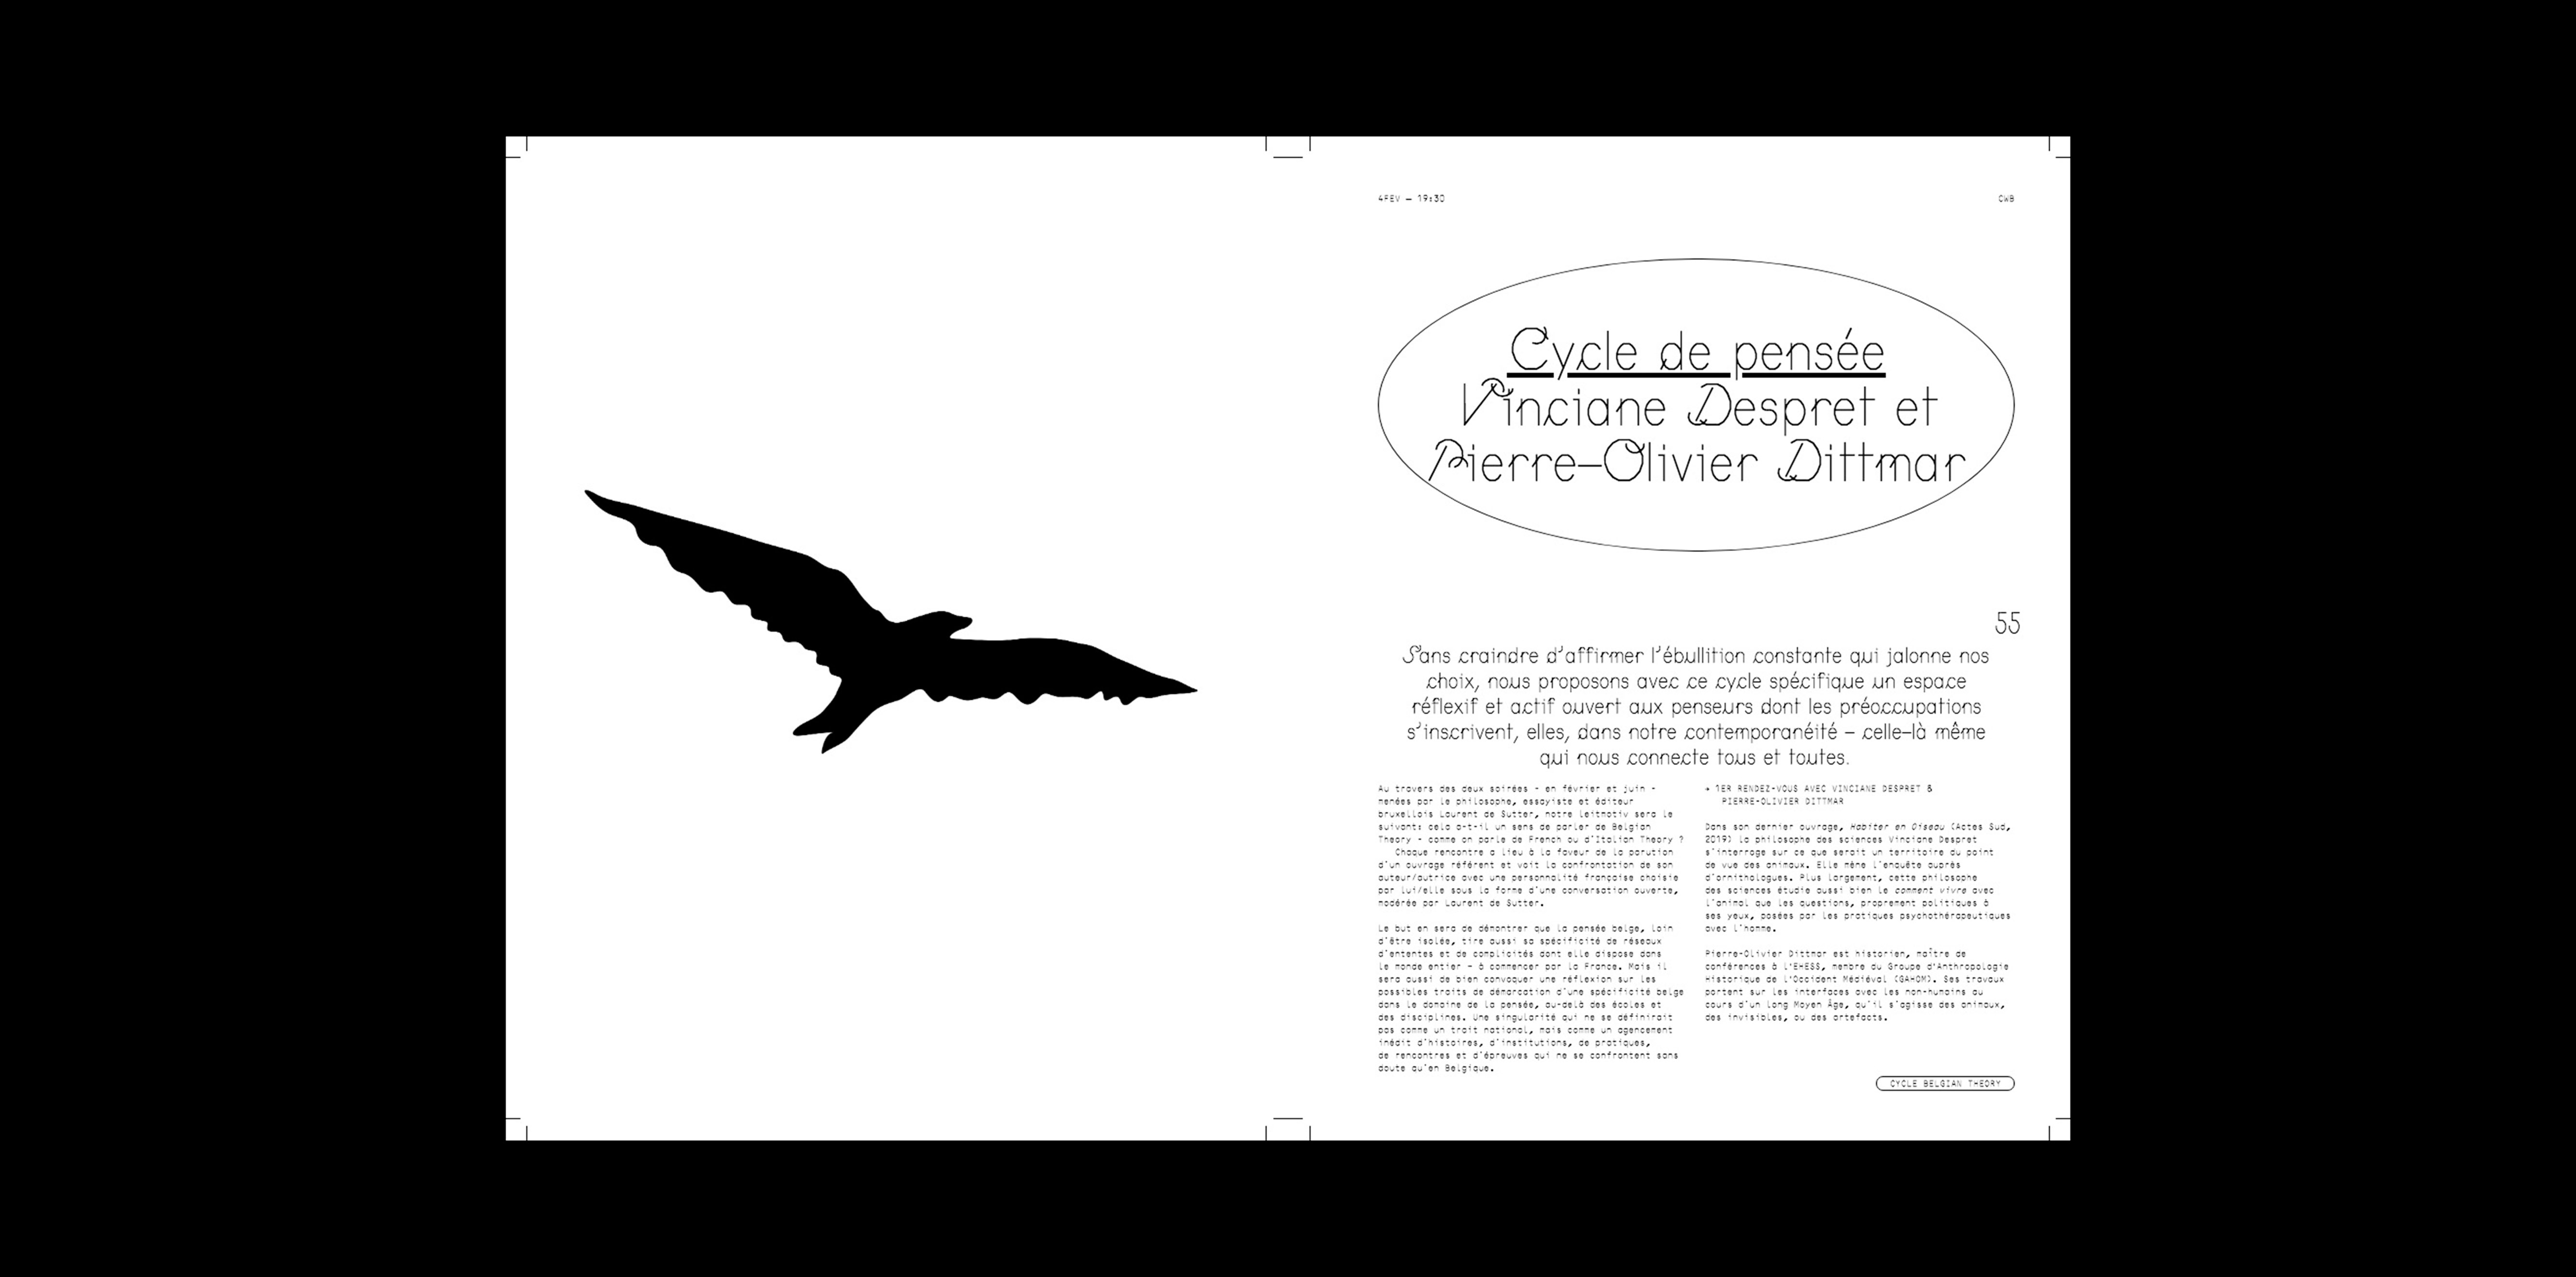 4FEV — 19:30
CWB
Cycle de pensée
Vinciane Despret et
Pierre–Olivier Dittmar
55
Sans craindre d'affirmer l'ébullition constante qui jalonne nos
choix, nous proposons avec ce cycle spécifique un espace
réflexif et actif ouvert aux penseurs dont les préoccupations
s'inscrivent, elles, dans notre contemporanéité – celle–là même
qui nous connecte tous et toutes.
Au travers des deux soirées - en février et juin -
menées par le philosophe, essayiste et éditeur
bruxellois Laurent de Sutter, notre leitmotiv sera le
suivant: cela a-t-il un sens de parler de Belgian
Theory - comme on parle de French ou d'Italian Theory ?
Chaque rencontre a lieu à la faveur de la parution
d'un ouvrage référent et voit la confrontation de son
auteur/autrice avec une personnalité française choisie
par lui/elle sous la forme d'une conversation ouverte,
modérée par Laurent de Sutter.
Le but en sera de démontrer que la pensée belge, loin
d'être isolée, tire aussi sa spécificité de réseaux
d'ententes et de complicités dont elle dispose dans
le monde entier - à commencer par la France. Mais il
sera aussi de bien convoquer une réflexion sur les
possibles traits de démarcation d'une spécificité belge
dans le domaine de la pensée, au-delà des écoles et
des disciplines. Une singularité qui ne se définirait
pas comme un trait national, mais comme un agencement
inédit d'histoires, d'institutions, de pratiques,
de rencontres et d'épreuves qui ne se confrontent sans
doute qu'en Belgique.
→ 1ER RENDEZ-VOUS AVEC VINCIANE DESPRET &
PIERRE-OLIVIER DITTMAR
Dans son dernier ouvrage, Habiter en Oiseau (Actes Sud,
2019) la philosophe des sciences Vinciane Despret
s'interroge sur ce que serait un territoire du point
de vue des animaux. Elle mène l'enquête auprès
d'ornithologues. Plus largement, cette philosophe
des sciences étudie aussi bien le comment vivre avec
l'animal que les questions, proprement politiques à
ses yeux, posées par les pratiques psychothérapeutiques
avec l'homme.
Pierre-Olivier Dittmar est historien, maître de
conférences à l'EHESS, membre du Groupe d'Anthropologie
Historique de l'Occident Médiéval (GAHOM). Ses travaux
portent sur les interfaces avec les non-humains au
cours d'un long Moyen Âge, qu'il s'agisse des animaux,
des invisibles, ou des artefacts.
CYCLE BELGIAN THEORY